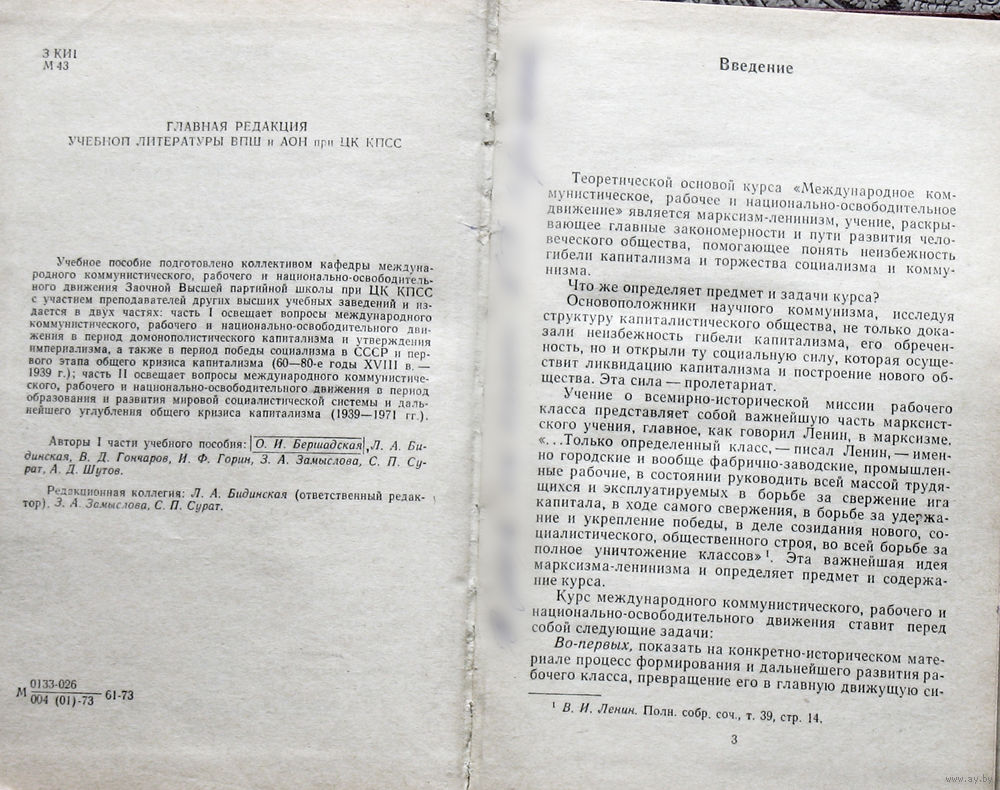 З КИ1
М 43
ГЛАВНАЯ РЕДАКЦИЯ
УЧЕБНОП ЛИТЕРАТУРЫ ВПШ и АОН при ЦК КПСС
Учебное пособие подготовлено коллективом кафедры междуна-
родного коммунистического, рабочего и национально-освободитель-
ного движения Заочной Высшей партийной школы при ЦК КПСС
с участием преподавателей других высших учебных заведений и из-
дается в двух частях: часть I освещает вопросы международного
коммунистического, рабочего и национально-освободительного дви-
жения в период домонополистического капитализма и утверждения
империализма, а также в период победы социализма в СССР и пер-
вого этапа общего кризиса капитализма (60—80-е годы XVIII в. —
1939 г.); часть II освещает вопросы международного коммунистиче-
ского, рабочего и национально-освободительного движения в период
образования и развития мировой социалистической системы и даль-
нейшего углубления общего кризиса капитализма (1939—1971 гг.).
Авторы I части учебного пособия: О. И. Бершадская, Л. А. Би-
динская, В. Д. Гончаров, И. Ф. Горин, З. А. Замыслова, С. П. Су-
рат, А. Д. Шутов.
Редакционная коллегия: Л. А. Бидинская (ответственный редак-
тор), З. А. Замыслова, С. П. Сурат.
М 0133-026
004 (01)-73 61-73
Введение
Теоретической основой курса «Международное ком-
мунистическое, рабочее и национально-освободительное
движение» является марксизм-ленинизм, учение, раскры-
вающее главные закономерности и пути развития чело-
веческого общества, помогающее понять неизбежность
гибели капитализма и торжества социализма и комму-
низма.
Что же определяет предмет и задачи курса?
Основоположники научного коммунизма, исследуя
структуру капиталистического общества, не только дока-
зали неизбежность гибели капитализма, его обречен-
ность, но и открыли ту социальную силу, которая осуще-
ствит ликвидацию капитализма и построение нового об-
щества. Эта сила — пролетариат.
Учение о всемирно-исторической миссии рабочего
класса представляет собой важнейшую часть марксист-
ского учения, главное, как говорил Ленин, в марксизме.
«...Только определенный класс, — писал Ленин, — имен-
но городские и вообще фабрично-заводские, промышлен-
ные рабочие, в состоянии руководить всей массой трудя-
щихся и эксплуатируемых в борьбе за свержение ига
капитала, в ходе самого свержения, в борьбе за удержа-
ние и укрепление победы, в деле созидания нового, со-
циалистического, общественного строя, во всей борьбе за
полное уничтожение классов» ¹. Эта важнейшая идея
марксизма-ленинизма и определяет предмет и содержа-
ние курса.
Курс международного коммунистического, рабочего и
национально-освободительного движения ставит перед
собой следующие задачи:
Во-первых, показать на конкретно-историческом мате-
риале процесс формирования и дальнейшего развития ра-
бочего класса, превращение его в главную движущую си-
¹ В. И. Ленин. Полн. собр. соч., т. 39, стр. 14.
3
www.ay.by